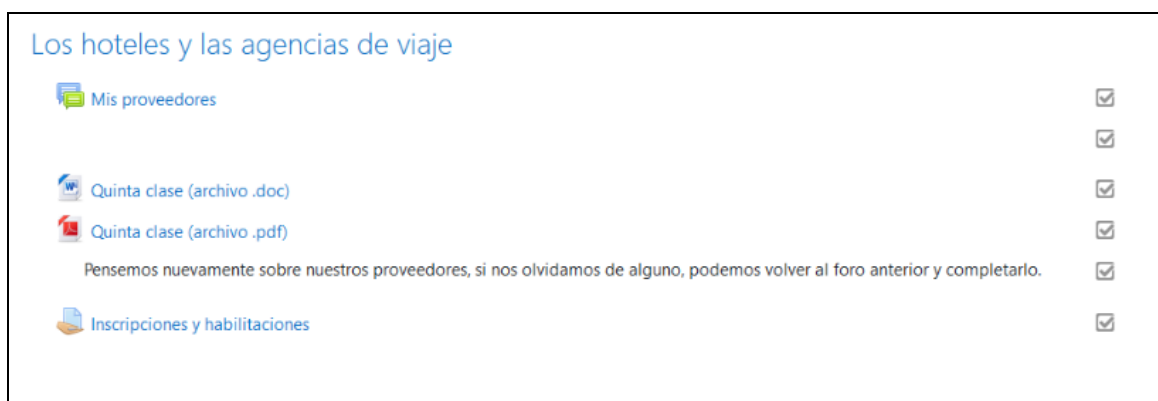 Los hoteles y las agencias de viaje
Mis proveedores
Quinta clase (archivo .doc)
Quinta clase (archivo .pdf)
Pensemos nuevamente sobre nuestros proveedores, si nos olvidamos de alguno, podemos volver al foro anterior y completarlo.
Inscripciones y habilitaciones